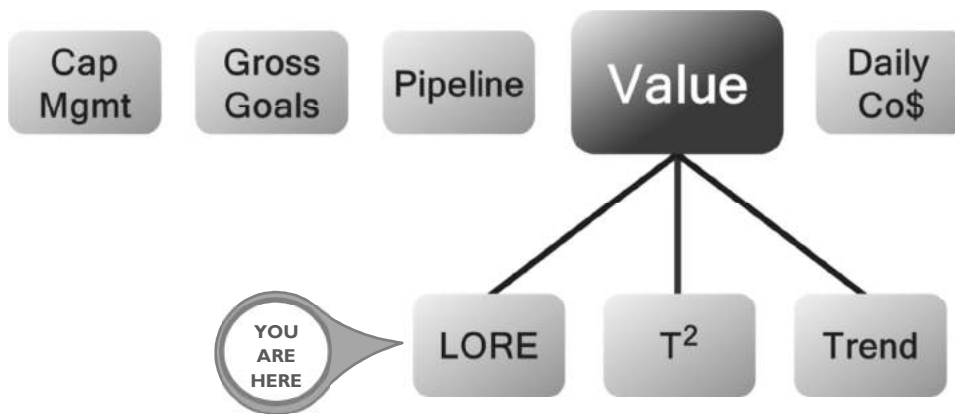 Cap
Mgmt
Gross
Goals
Pipeline
Value
Daily
Co$
YOU
ARE
HERE
LORE
T²
Trend